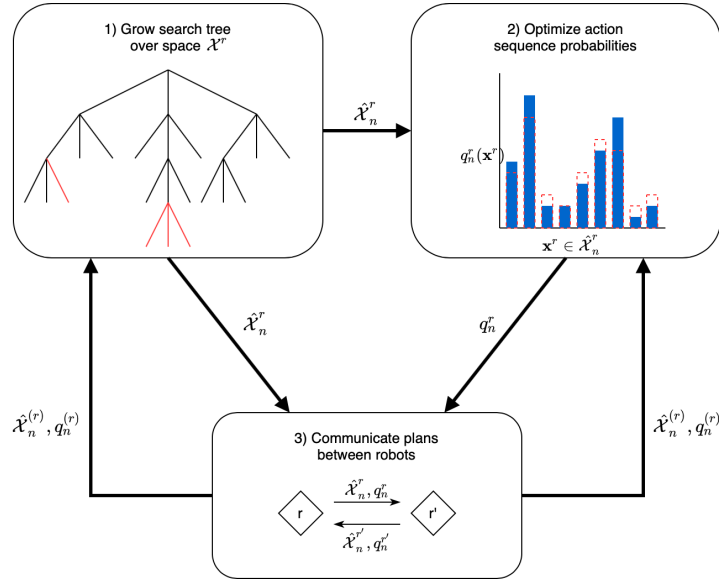 1) Grow search tree
over space 𝒳^r
2) Optimize action
sequence probabilities
𝒳̂_n^r
q_n^r(𝐱^r)
𝐱^r ∈ 𝒳̂_n^r
𝒳̂_n^r
q_n^r
𝒳̂_n^{(r)}, q_n^{(r)}
𝒳̂_n^{(r)}, q_n^{(r)}
3) Communicate plans
between robots
𝒳̂_n^r, q_n^r
r
r'
𝒳̂_n^{r'}, q_n^{r'}